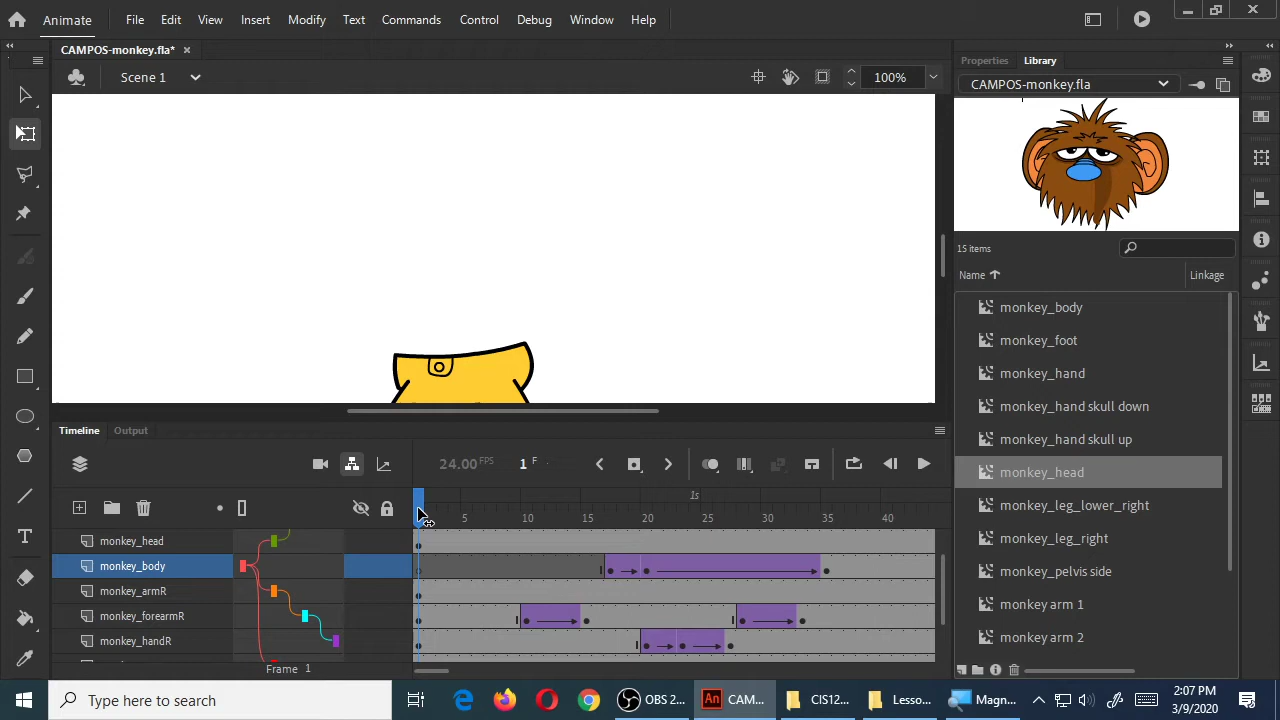 Animate File Edit View Insert Modify Text Commands Control Debug Window Help
CAMPOS-monkey.fla*
Properties Library
Scene 1
100%
CAMPOS-monkey.fla
15 items
Name Linkage
monkey_body
monkey_foot
monkey_hand
monkey_hand skull down
monkey_hand skull up
monkey_head
monkey_leg_lower_right
monkey_leg_right
monkey_pelvis side
monkey arm 1
monkey arm 2
Timeline Output
24.00 FPS 1 F
1s
5 10 15 20 25 30 35 40
monkey_head
monkey_body
monkey_armR
monkey_forearmR
monkey_handR
Frame 1
Type here to search
OBS 2...
An CAM...
CIS12...
Lesso...
Magn...
2:07 PM
3/9/2020